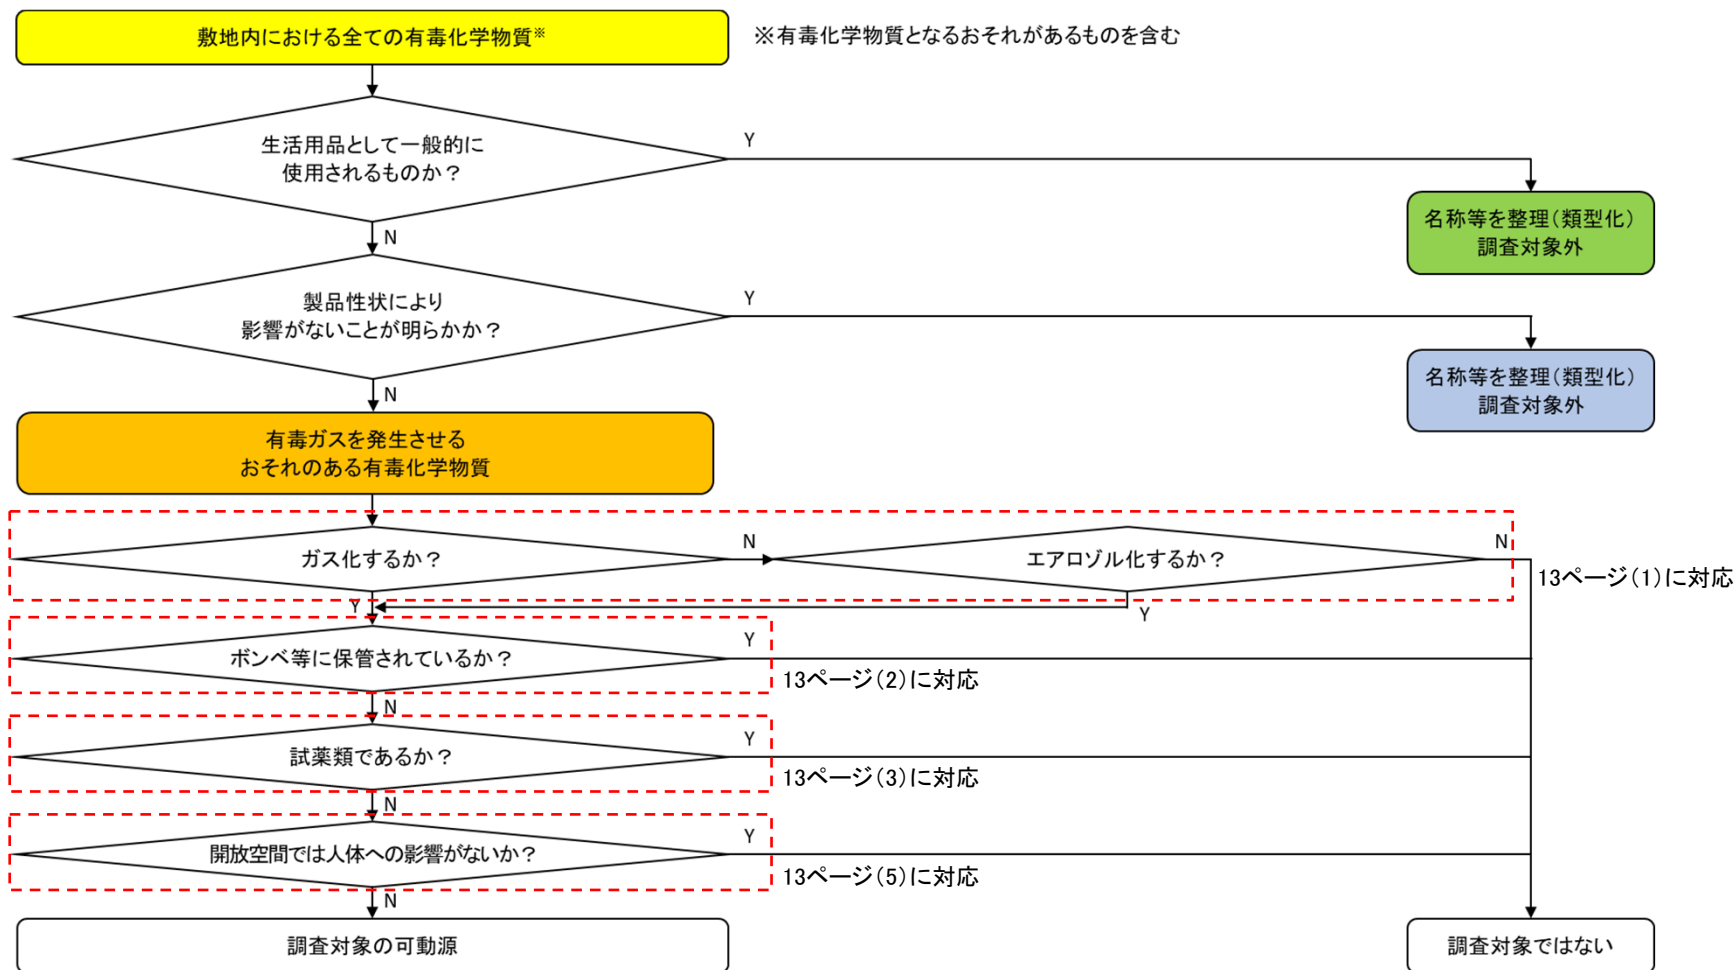 敷地内における全ての有毒化学物質※
※有毒化学物質となるおそれがあるものを含む
生活用品として一般的に
使用されるものか？
Y
名称等を整理（類型化）
調査対象外
N
製品性状により
影響がないことが明らかか？
Y
名称等を整理（類型化）
調査対象外
N
有毒ガスを発生させる
おそれのある有毒化学物質
ガス化するか？
N
エアロゾル化するか？
N
13ページ（1）に対応
Y
Y
ボンベ等に保管されているか？
Y
13ページ（2）に対応
N
試薬類であるか？
Y
13ページ（3）に対応
N
開放空間では人体への影響がないか？
Y
13ページ（5）に対応
N
調査対象の可動源
調査対象ではない